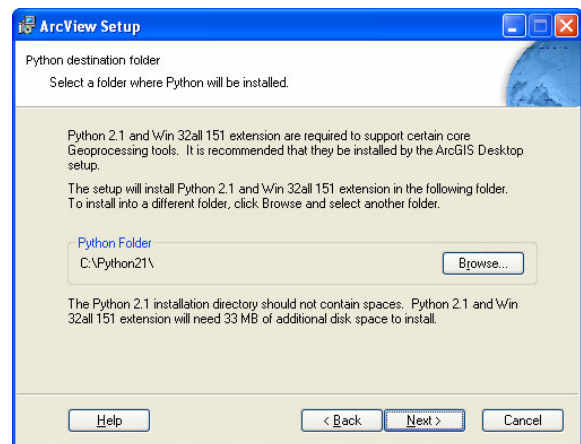 ArcView Setup
Python destination folder
Select a folder where Python will be installed.
Python 2.1 and Win 32all 151 extension are required to support certain core
Geoprocessing tools. It is recommended that they be installed by the ArcGIS Desktop
setup.
The setup will install Python 2.1 and Win 32all 151 extension in the following folder.
To install into a different folder, click Browse and select another folder.
Python Folder
C:\Python21\
Browse...
The Python 2.1 installation directory should not contain spaces. Python 2.1 and Win
32all 151 extension will need 33 MB of additional disk space to install.
Help
< Back
Next >
Cancel